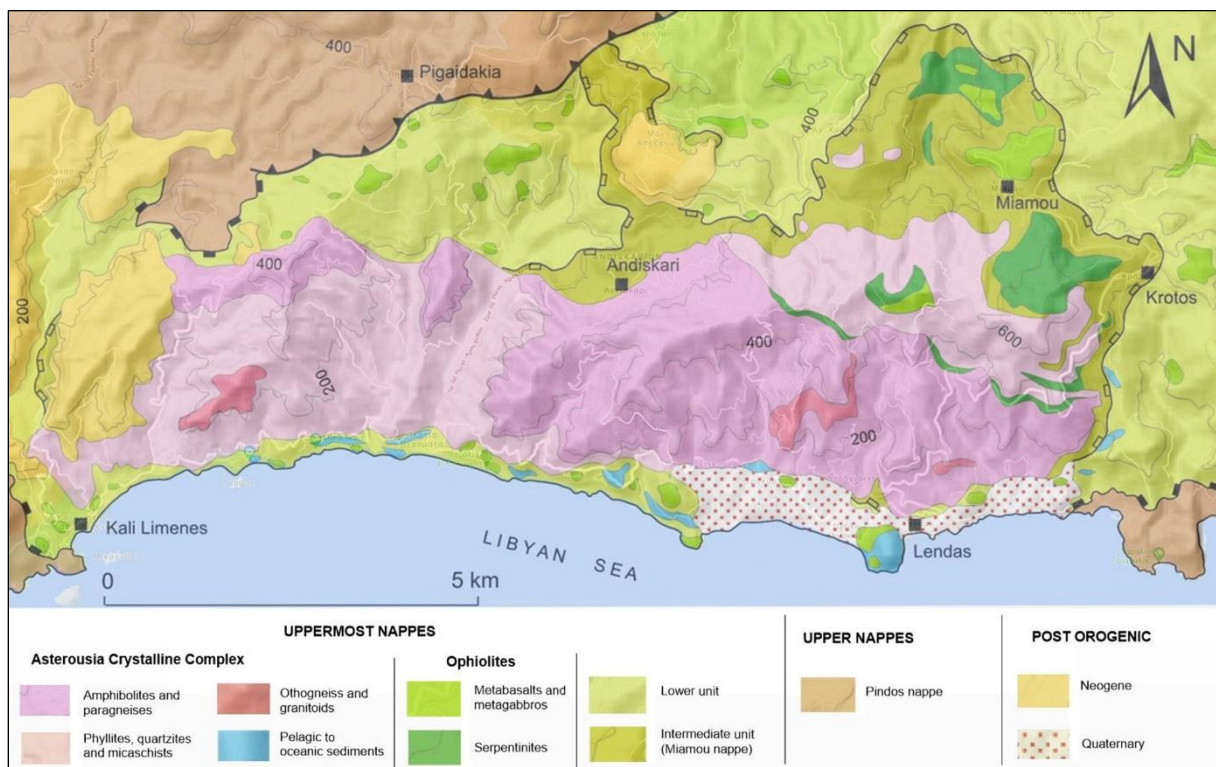 400
Pigaidakia
N
400
Miamou
Andiskari
400
Krotos
200
600
400
200
200
Kali Limenes
LIBYAN SEA
Lendas
0
5 km
UPPERMOST NAPPES
UPPER NAPPES
POST OROGENIC
Asterousia Crystalline Complex
Ophiolites
Amphibolites and
paragneises
Othogneiss and
granitoids
Metabasalts and
metagabbros
Lower unit
Pindos nappe
Neogene
Phyllites, quartzites
and micaschists
Pelagic to
oceanic sediments
Serpentinites
Intermediate unit
(Miamou nappe)
Quaternary